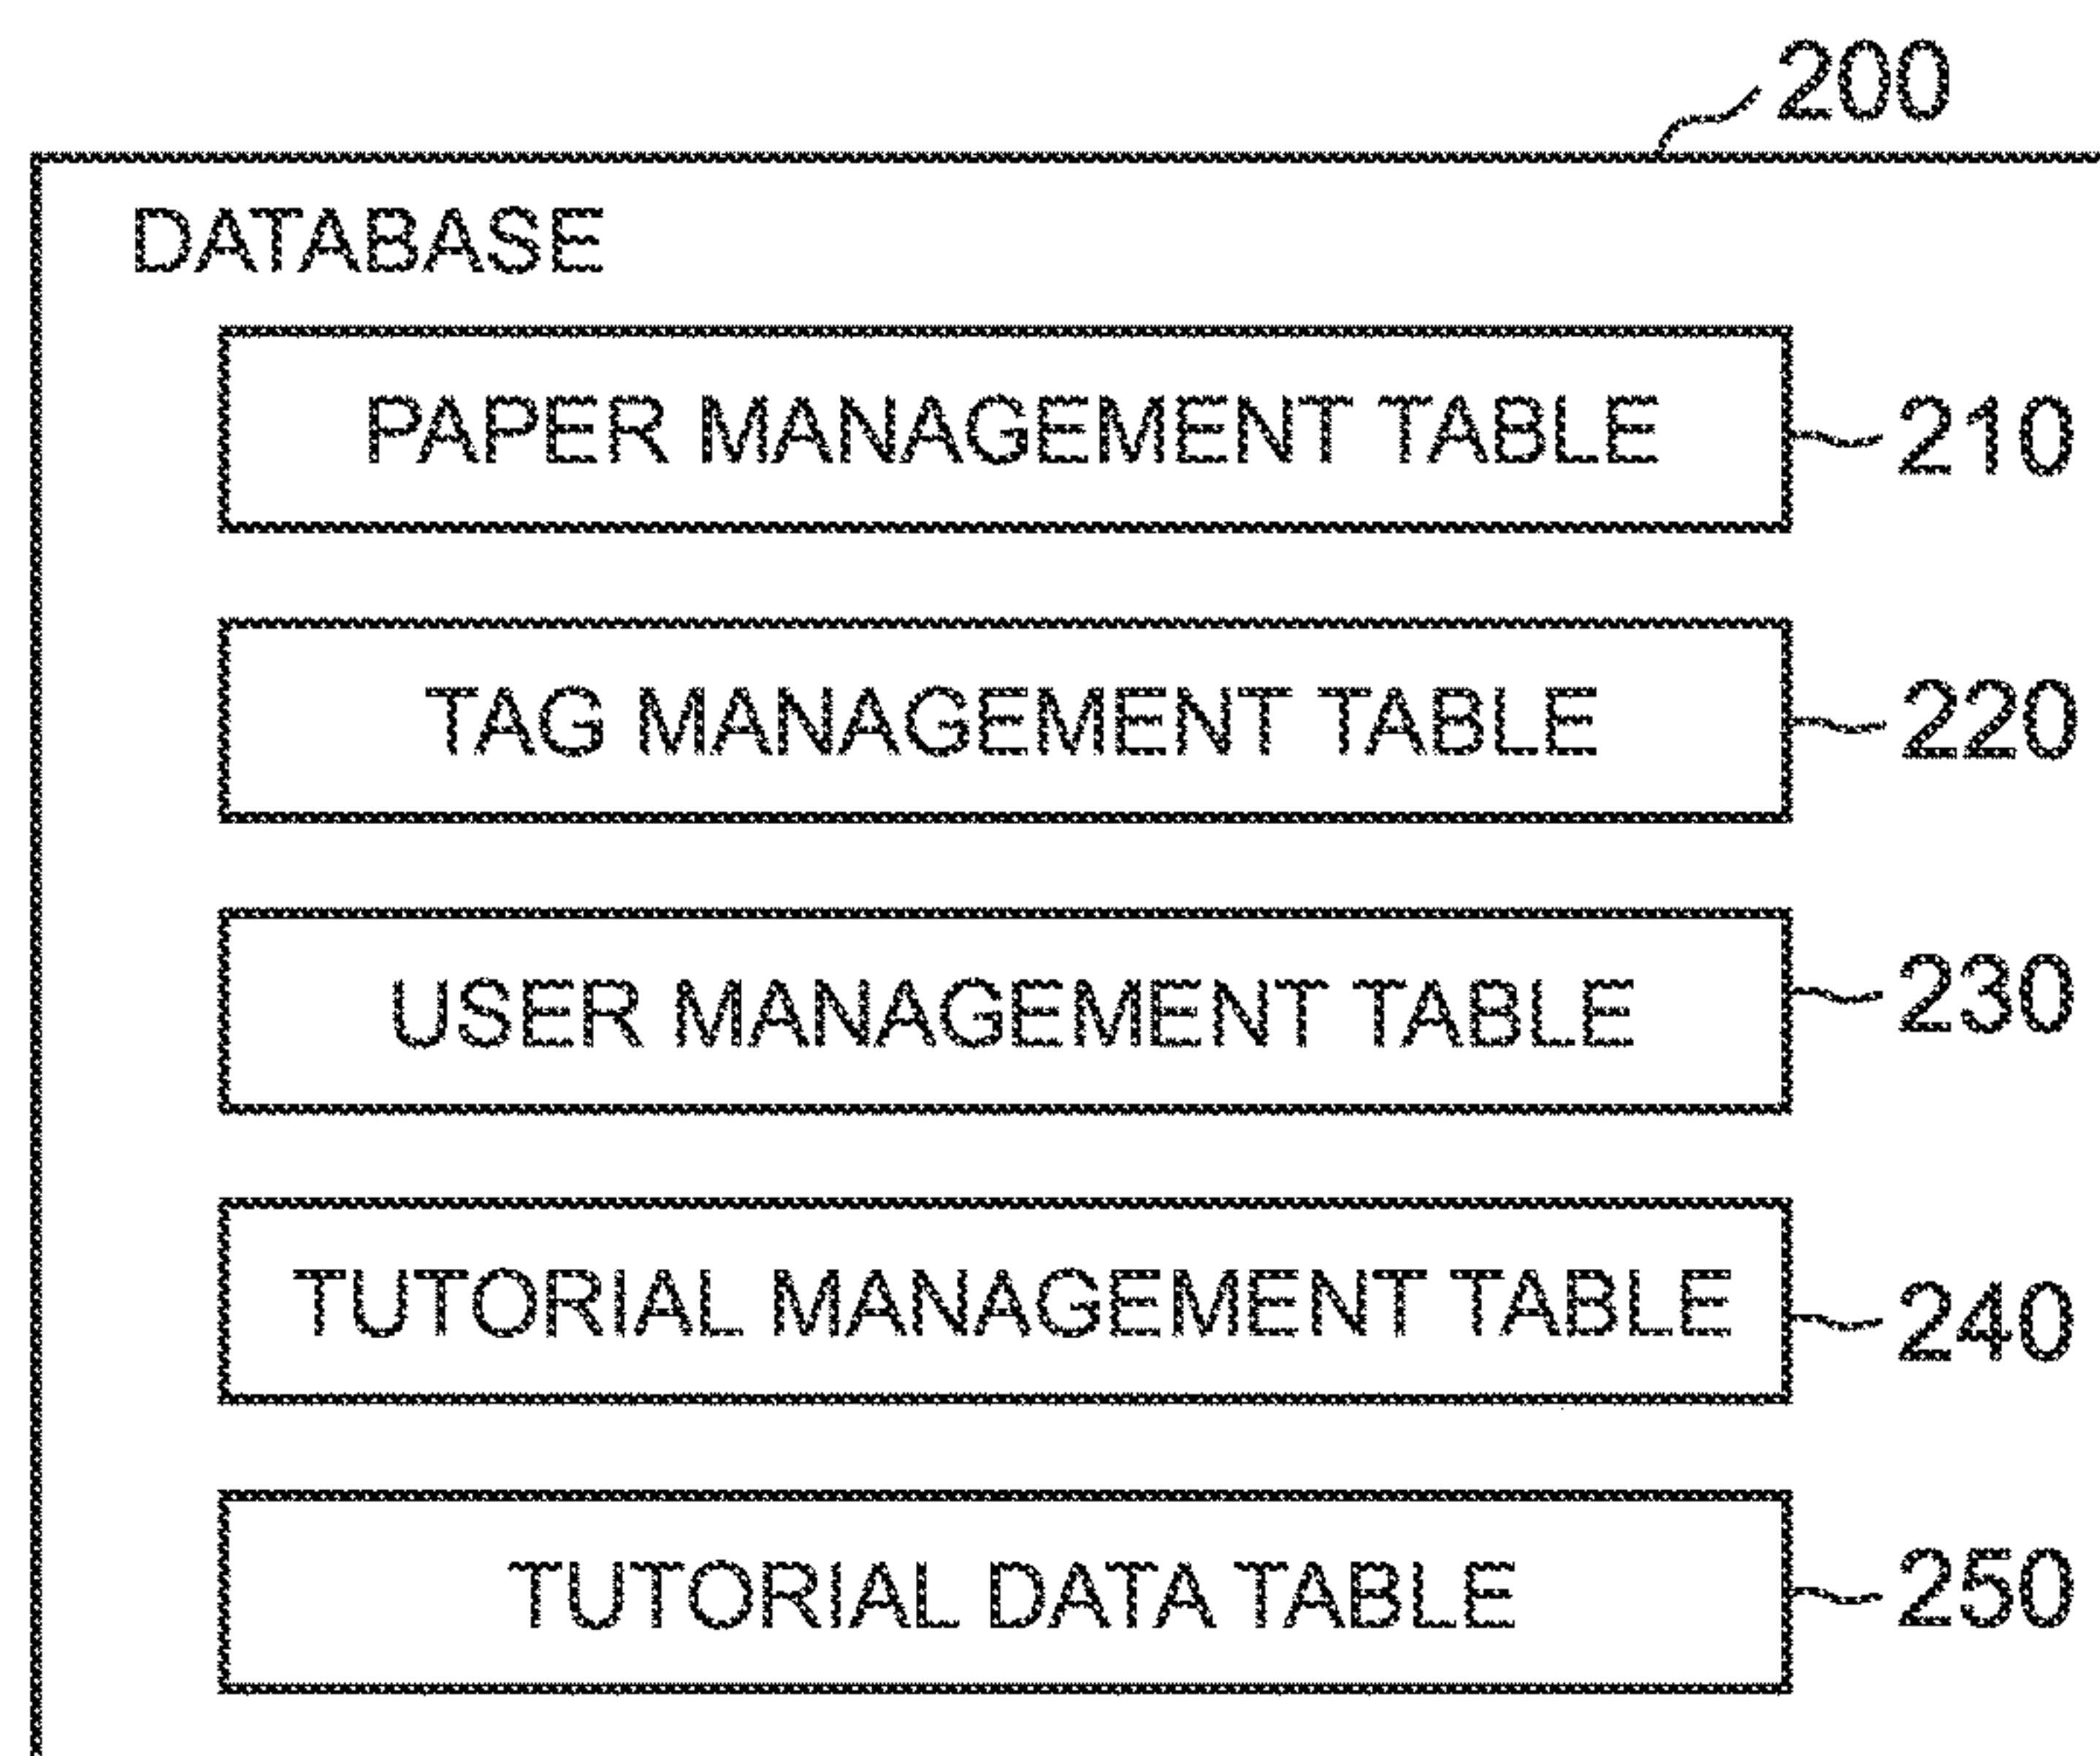 200
DATABASE
PAPER MANAGEMENT TABLE 210
TAG MANAGEMENT TABLE 220
USER MANAGEMENT TABLE 230
TUTORIAL MANAGEMENT TABLE 240
TUTORIAL DATA TABLE 250